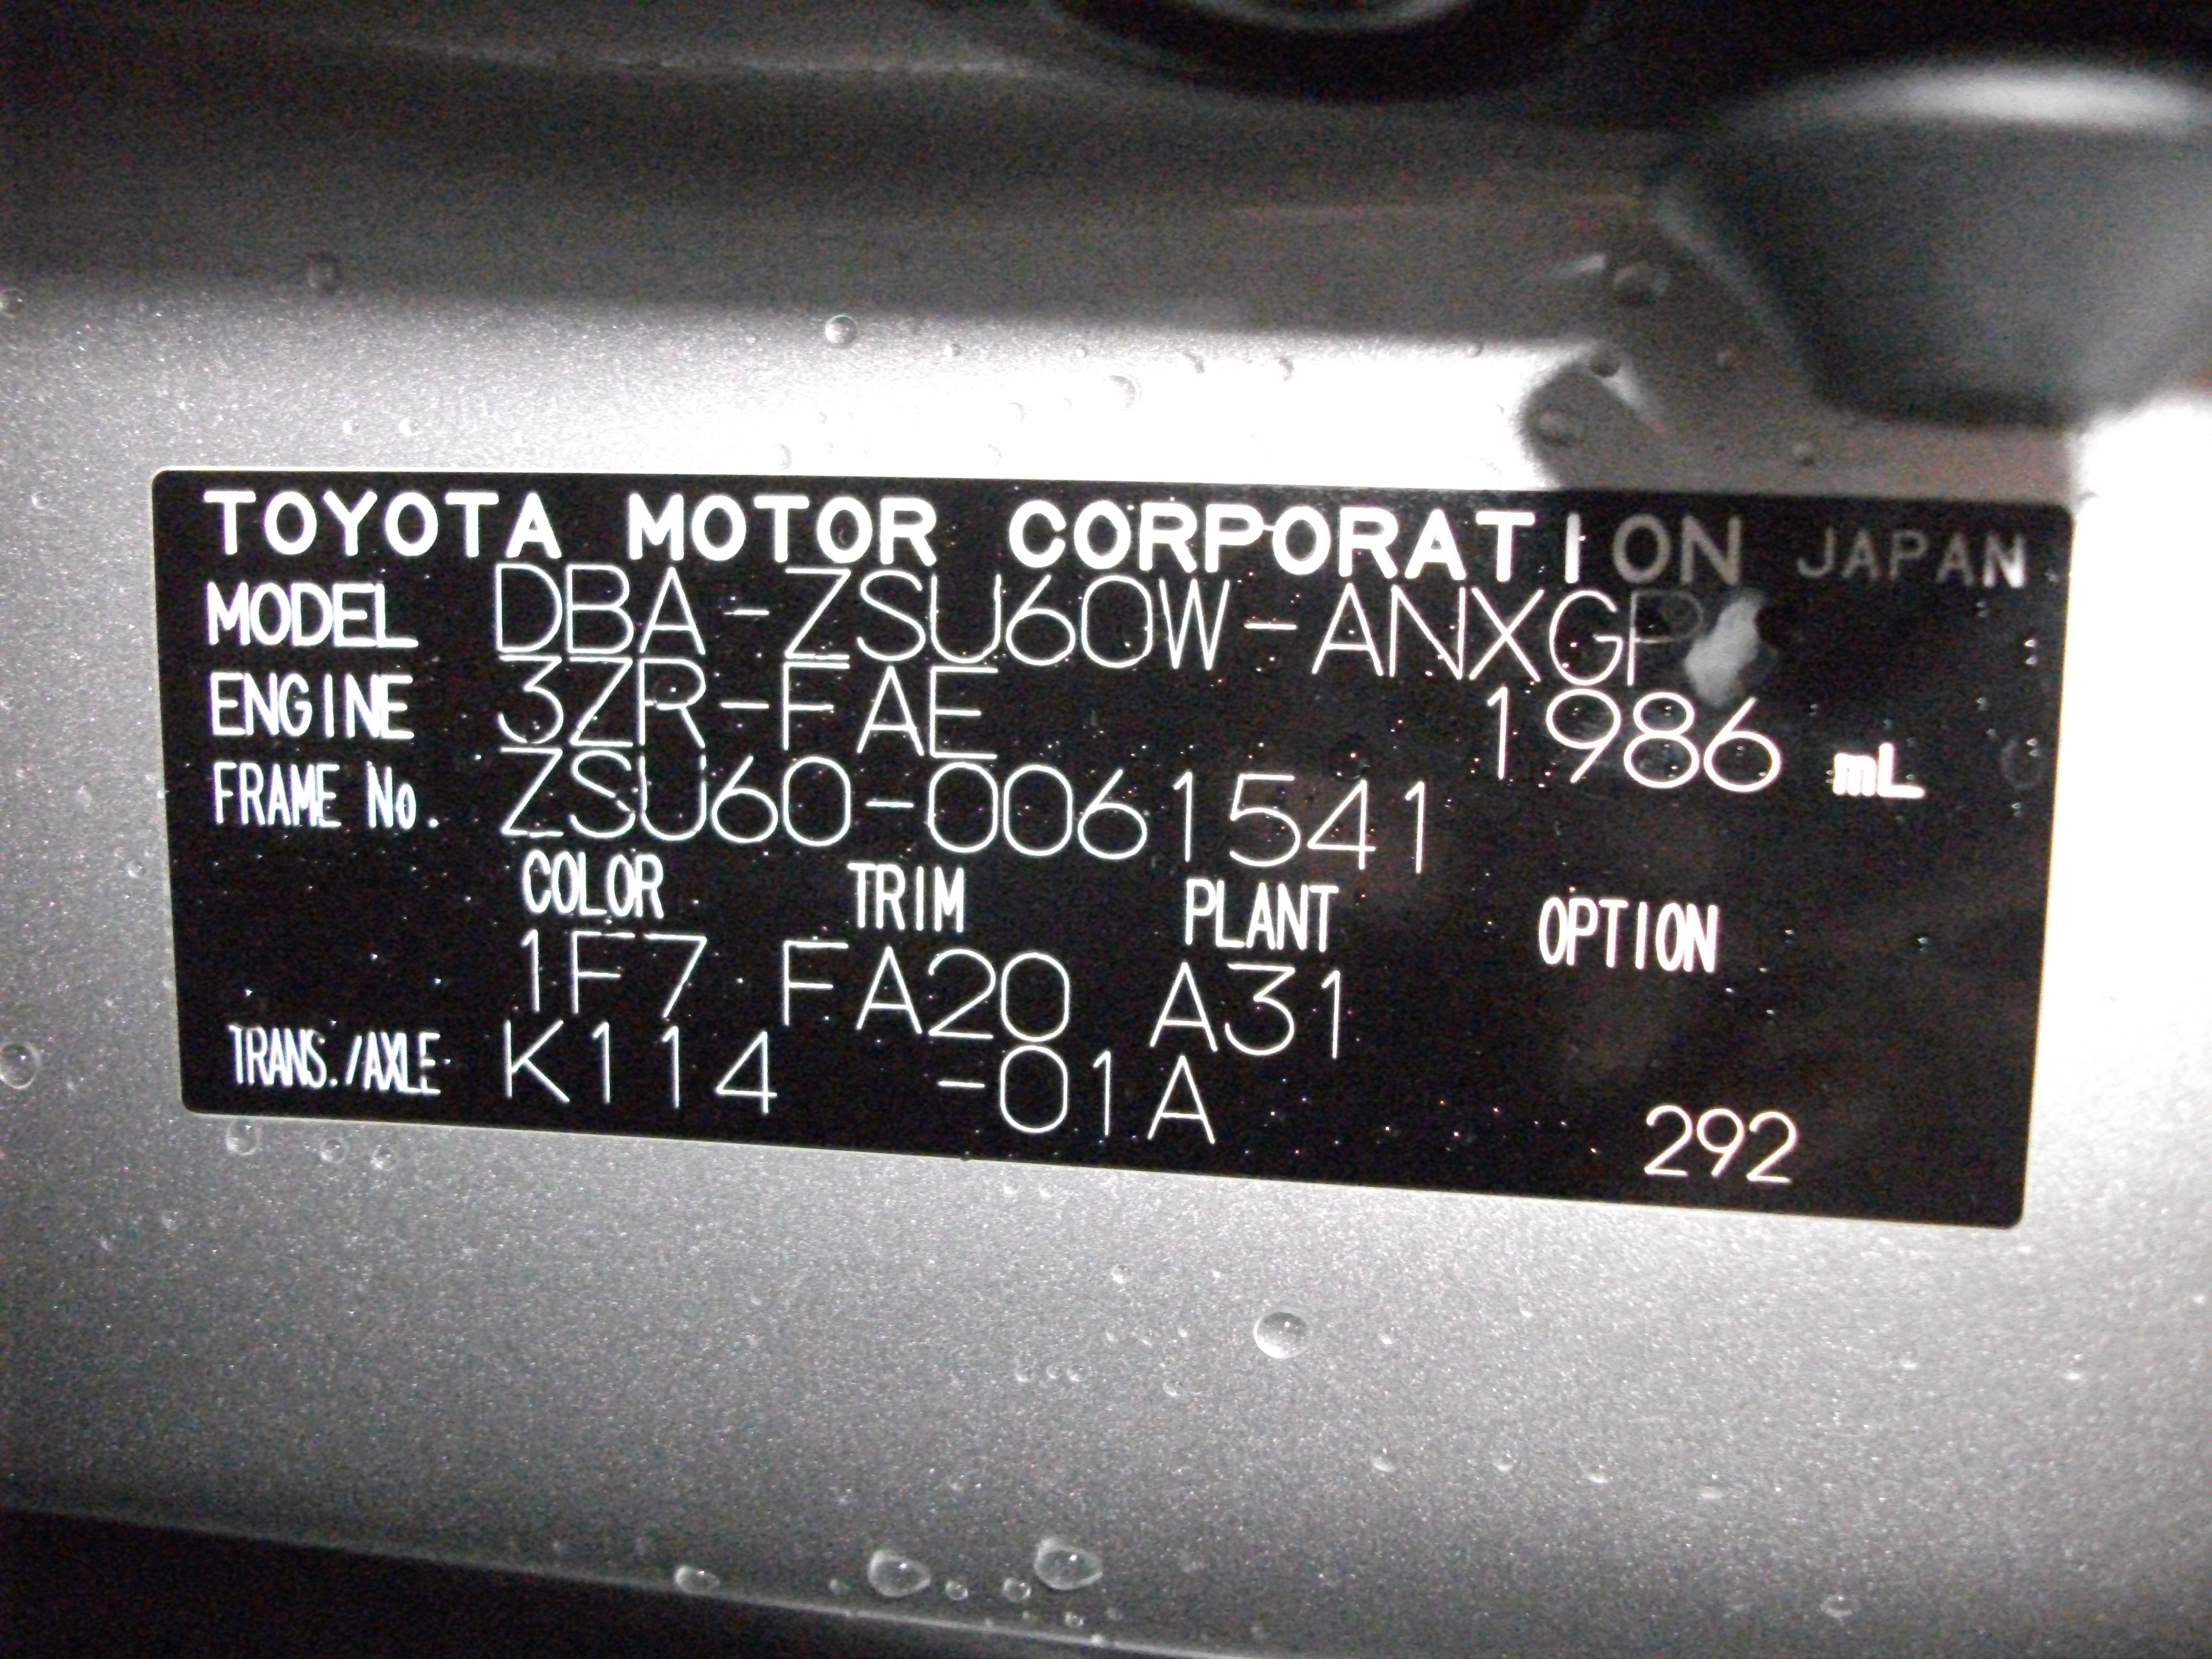 TOYOTA MOTOR CORPORATION JAPAN
MODEL DBA-ZSU60W-ANXGP
ENGINE 3ZR-FAE 1986 mL
FRAME No. ZSU60-0061541
COLOR TRIM PLANT OPTION
1F7 FA20 A31
TRANS./AXLE K114 -01A 292